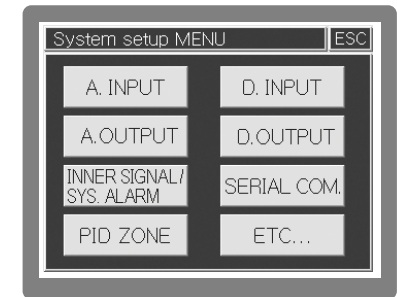 System setup MENU ESC
A. INPUT D. INPUT
A.OUTPUT D.OUTPUT
INNER SIGNAL/
SYS. ALARM
SERIAL COM.
PID ZONE ETC...